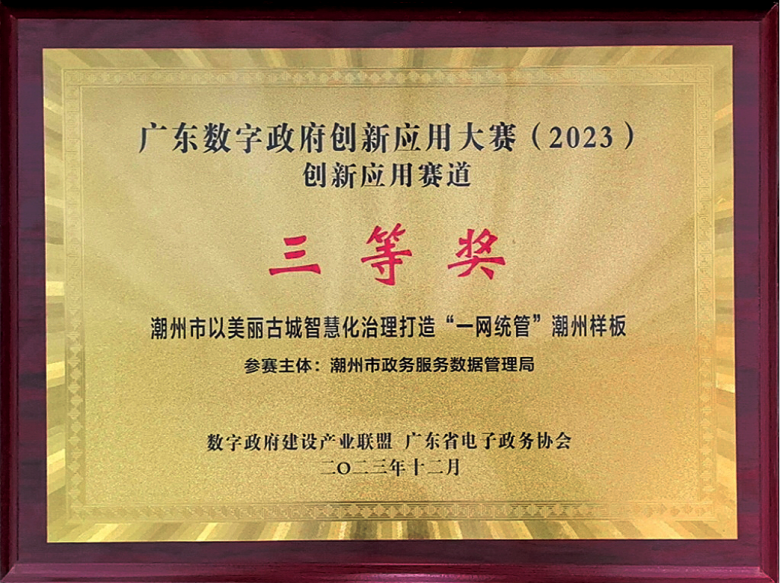 广东数字政府创新应用大赛（2023）
创新应用赛道
三等奖
潮州市以美丽古城智慧化治理打造“一网统管”潮州样板
参赛主体：潮州市政务服务数据管理局
数字政府建设产业联盟 广东省电子政务协会
二〇二三年十二月